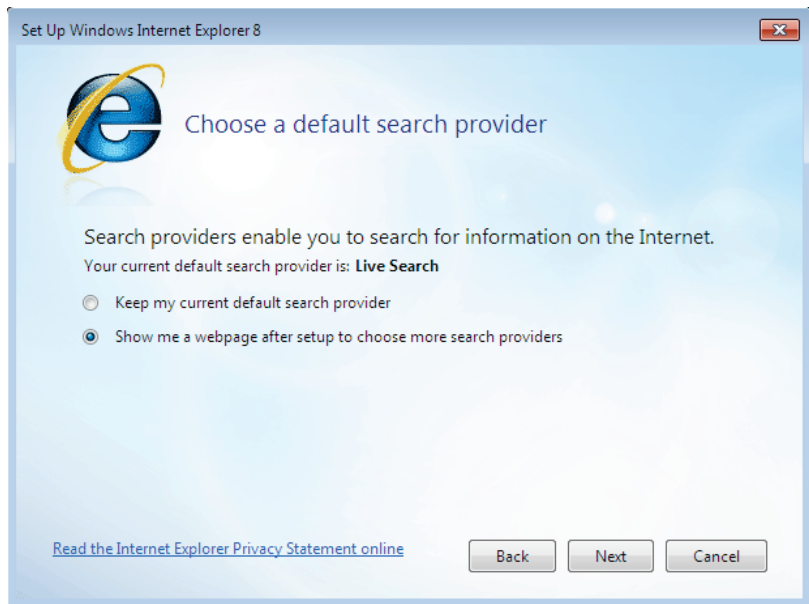 Set Up Windows Internet Explorer 8
Choose a default search provider
Search providers enable you to search for information on the Internet.
Your current default search provider is: Live Search
Keep my current default search provider
Show me a webpage after setup to choose more search providers
Read the Internet Explorer Privacy Statement online
Back
Next
Cancel